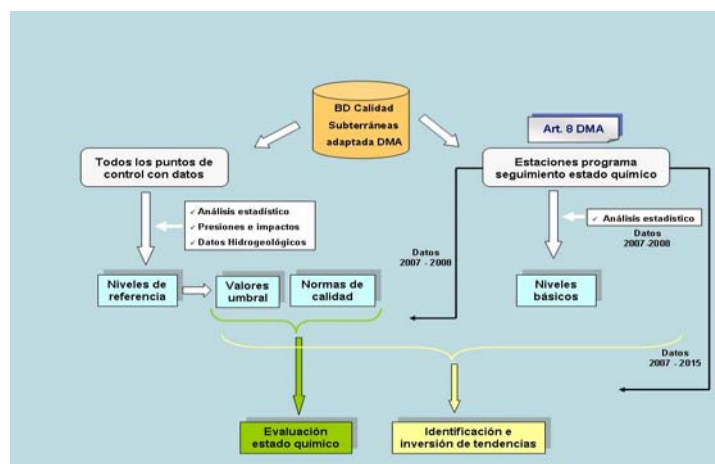 BD Calidad
Subterráneas
adaptada DMA
Art. 8 DMA
Todos los puntos de
control con datos
Estaciones programa
seguimiento estado químico
✓ Análisis estadístico
✓ Presiones e impactos
✓ Datos Hidrogeológicos
✓ Análisis estadístico
Datos
2007-2008
Datos
2007 - 2008
Niveles de
referencia
Valores
umbral
Normas de
calidad
Niveles
básicos
Datos
2007 - 2015
Evaluación
estado químico
Identificación e
inversión de tendencias